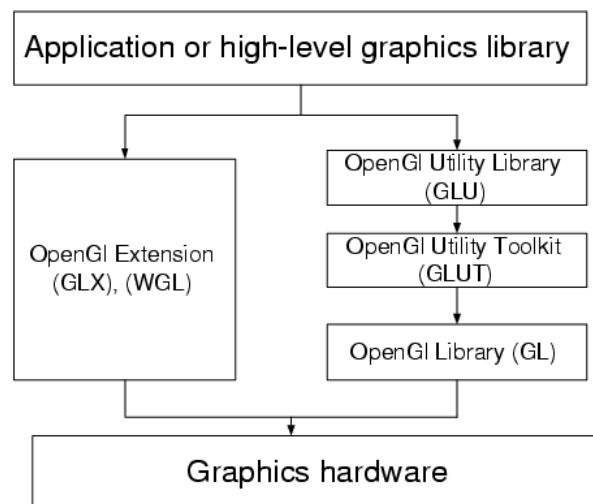 Application or high-level graphics library
OpenGl Extension
(GLX), (WGL)
OpenGl Utility Library
(GLU)
OpenGl Utility Toolkit
(GLUT)
OpenGl Library (GL)
Graphics hardware